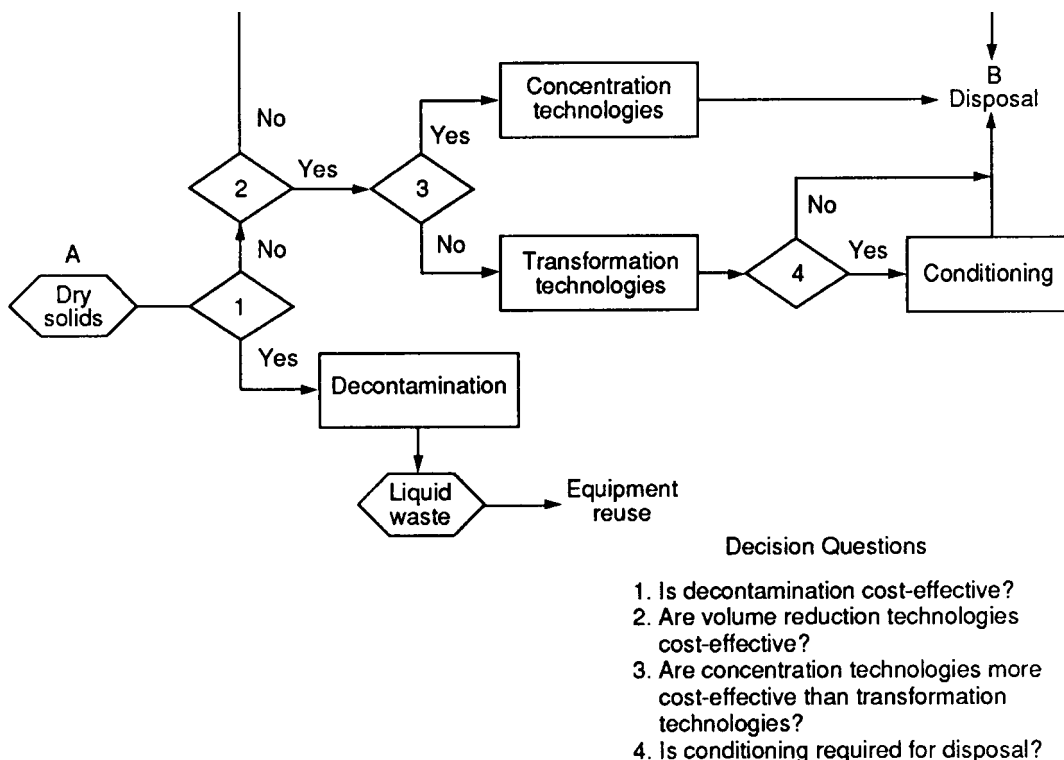 No
Concentration
technologies
B
Disposal
Yes
2
Yes
3
No
No
A
Dry
solids
No
1
Transformation
technologies
4
Yes
Conditioning
Yes
Decontamination
Liquid
waste
Equipment
reuse
Decision Questions
1. Is decontamination cost-effective?
2. Are volume reduction technologies
cost-effective?
3. Are concentration technologies more
cost-effective than transformation
technologies?
4. Is conditioning required for disposal?